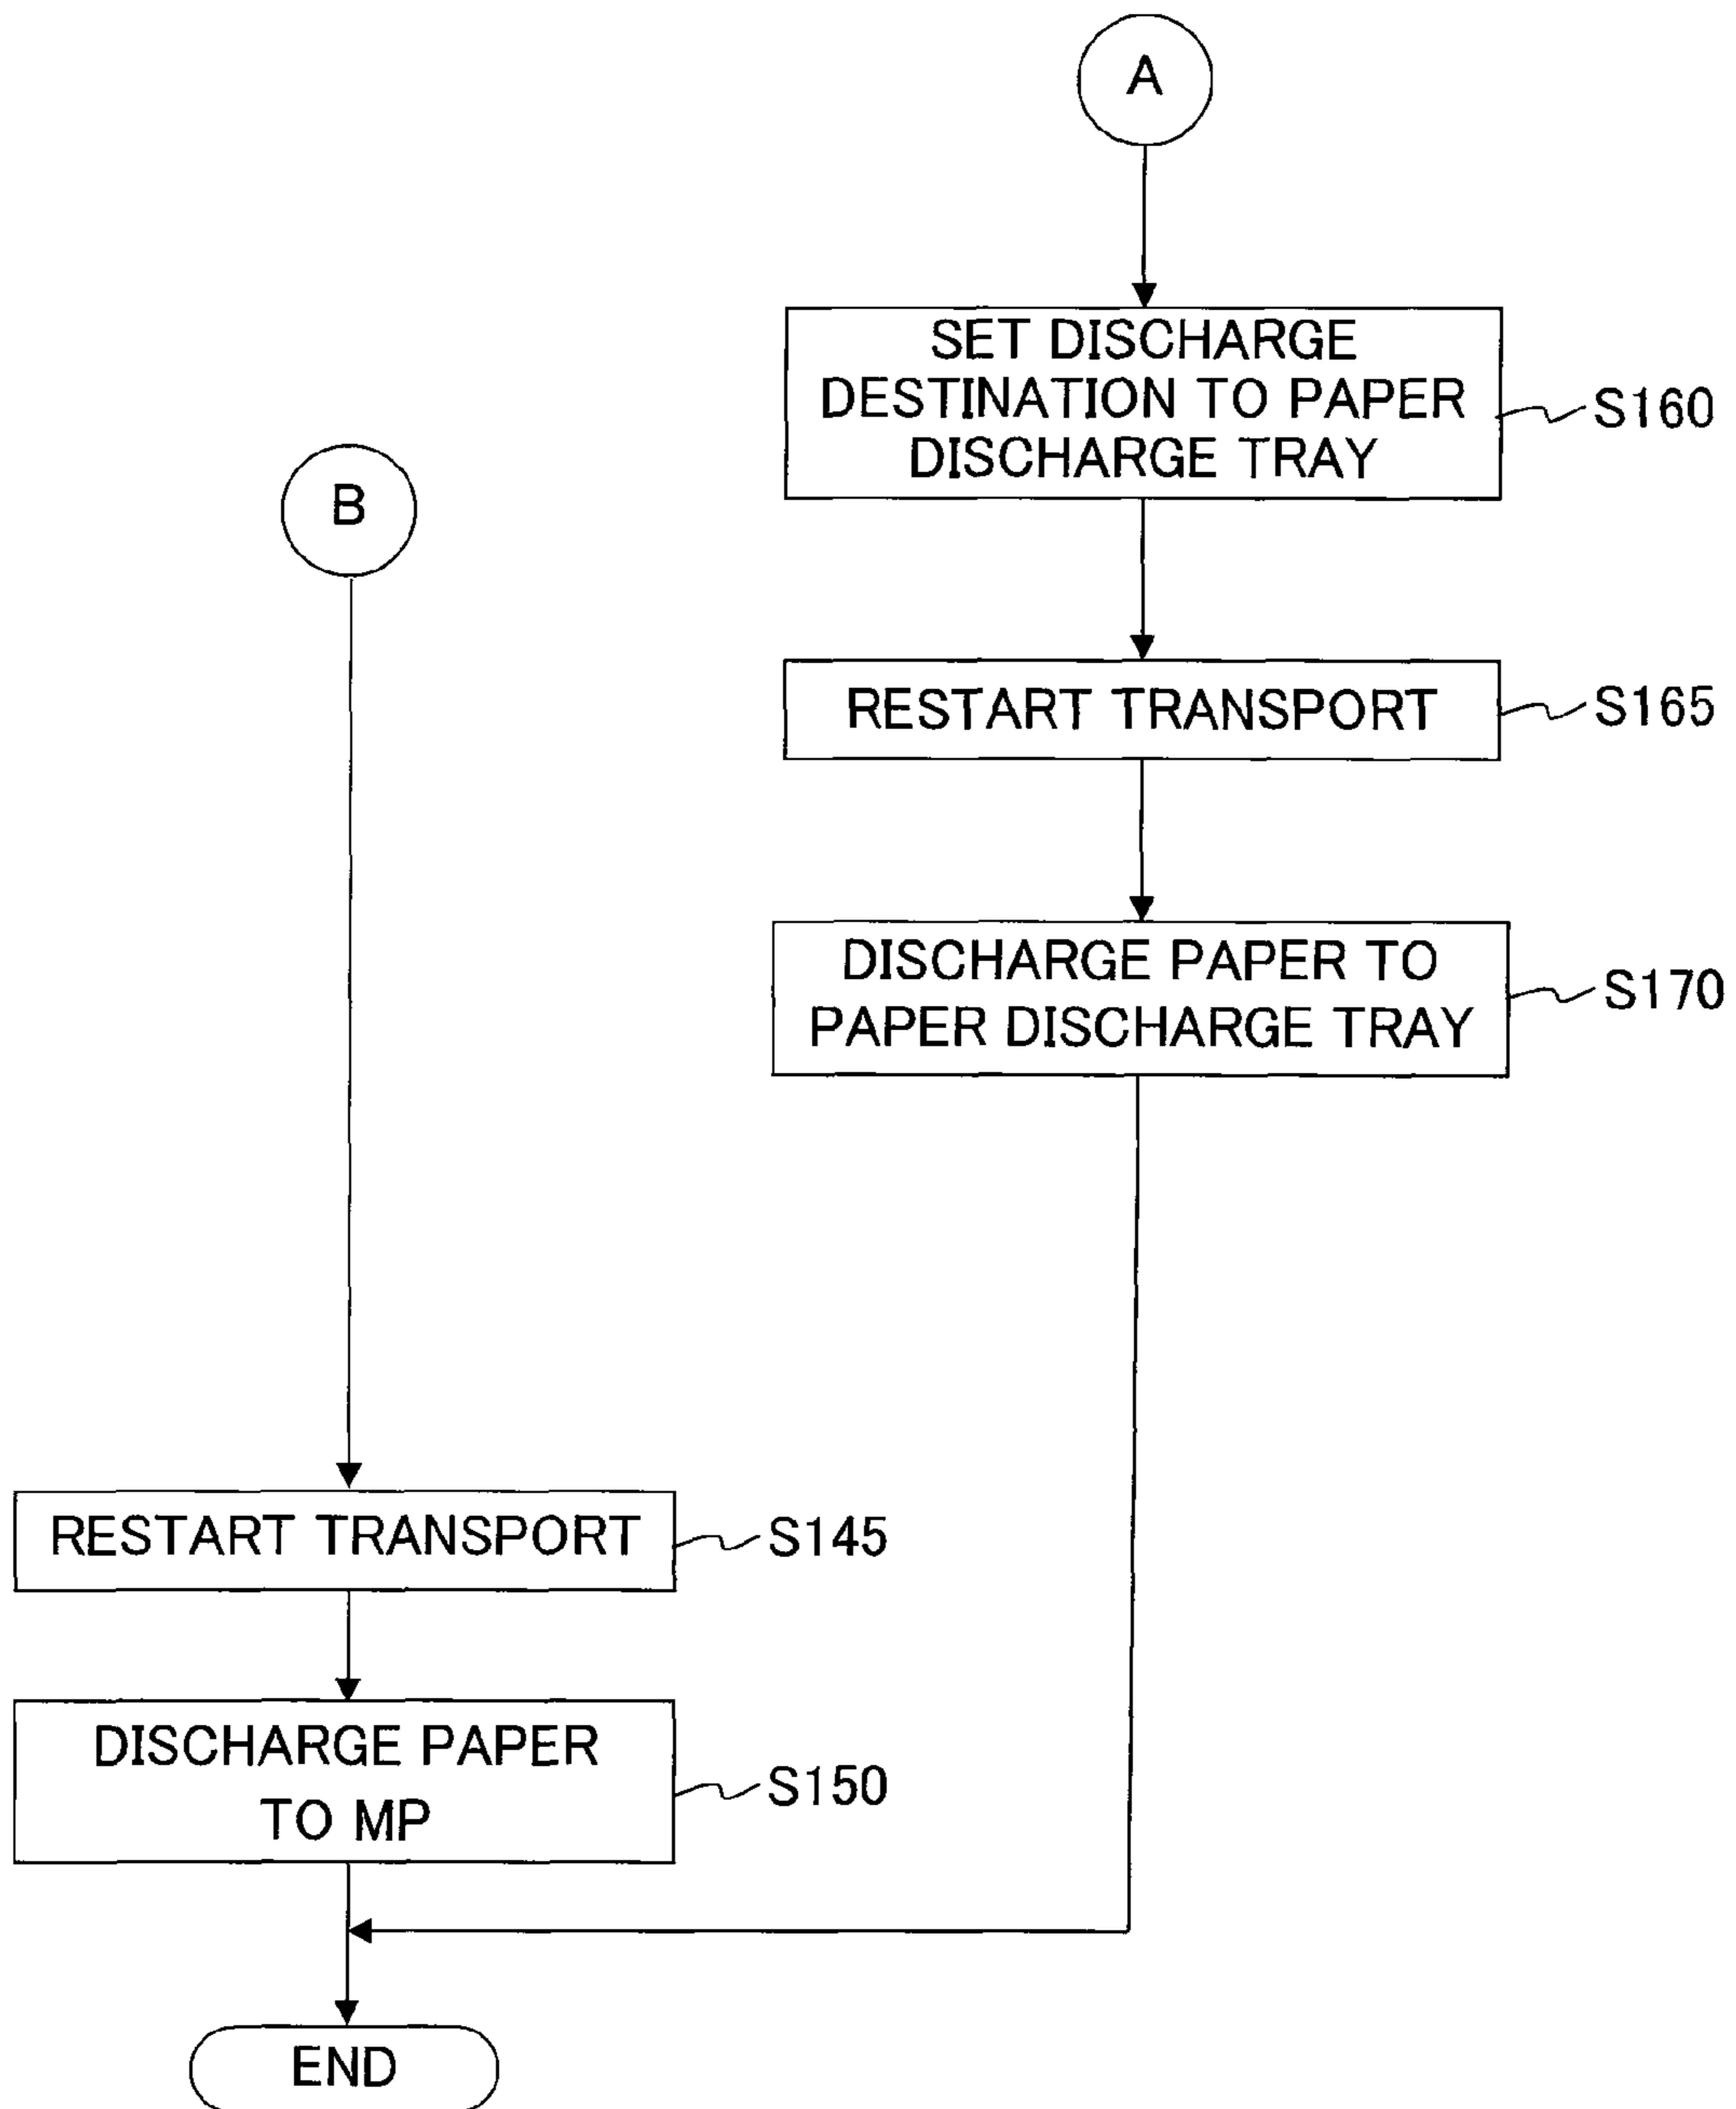 A
SET DISCHARGE
DESTINATION TO PAPER
DISCHARGE TRAY
S160
B
RESTART TRANSPORT
S165
DISCHARGE PAPER TO
PAPER DISCHARGE TRAY
S170
RESTART TRANSPORT
S145
DISCHARGE PAPER
TO MP
S150
END